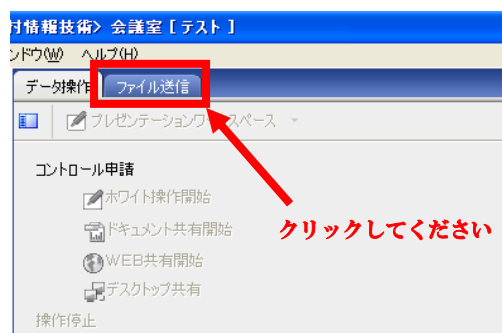 村情報技術> 会議室 [ テスト ]
ンドウ(W) ヘルプ(H)
データ操作 ファイル送信
プレゼンテーションワ スペース
コントロール申請
ホワイト操作開始
ドキュメント共有開始
クリックしてください
WEB共有開始
デスクトップ共有
操作停止